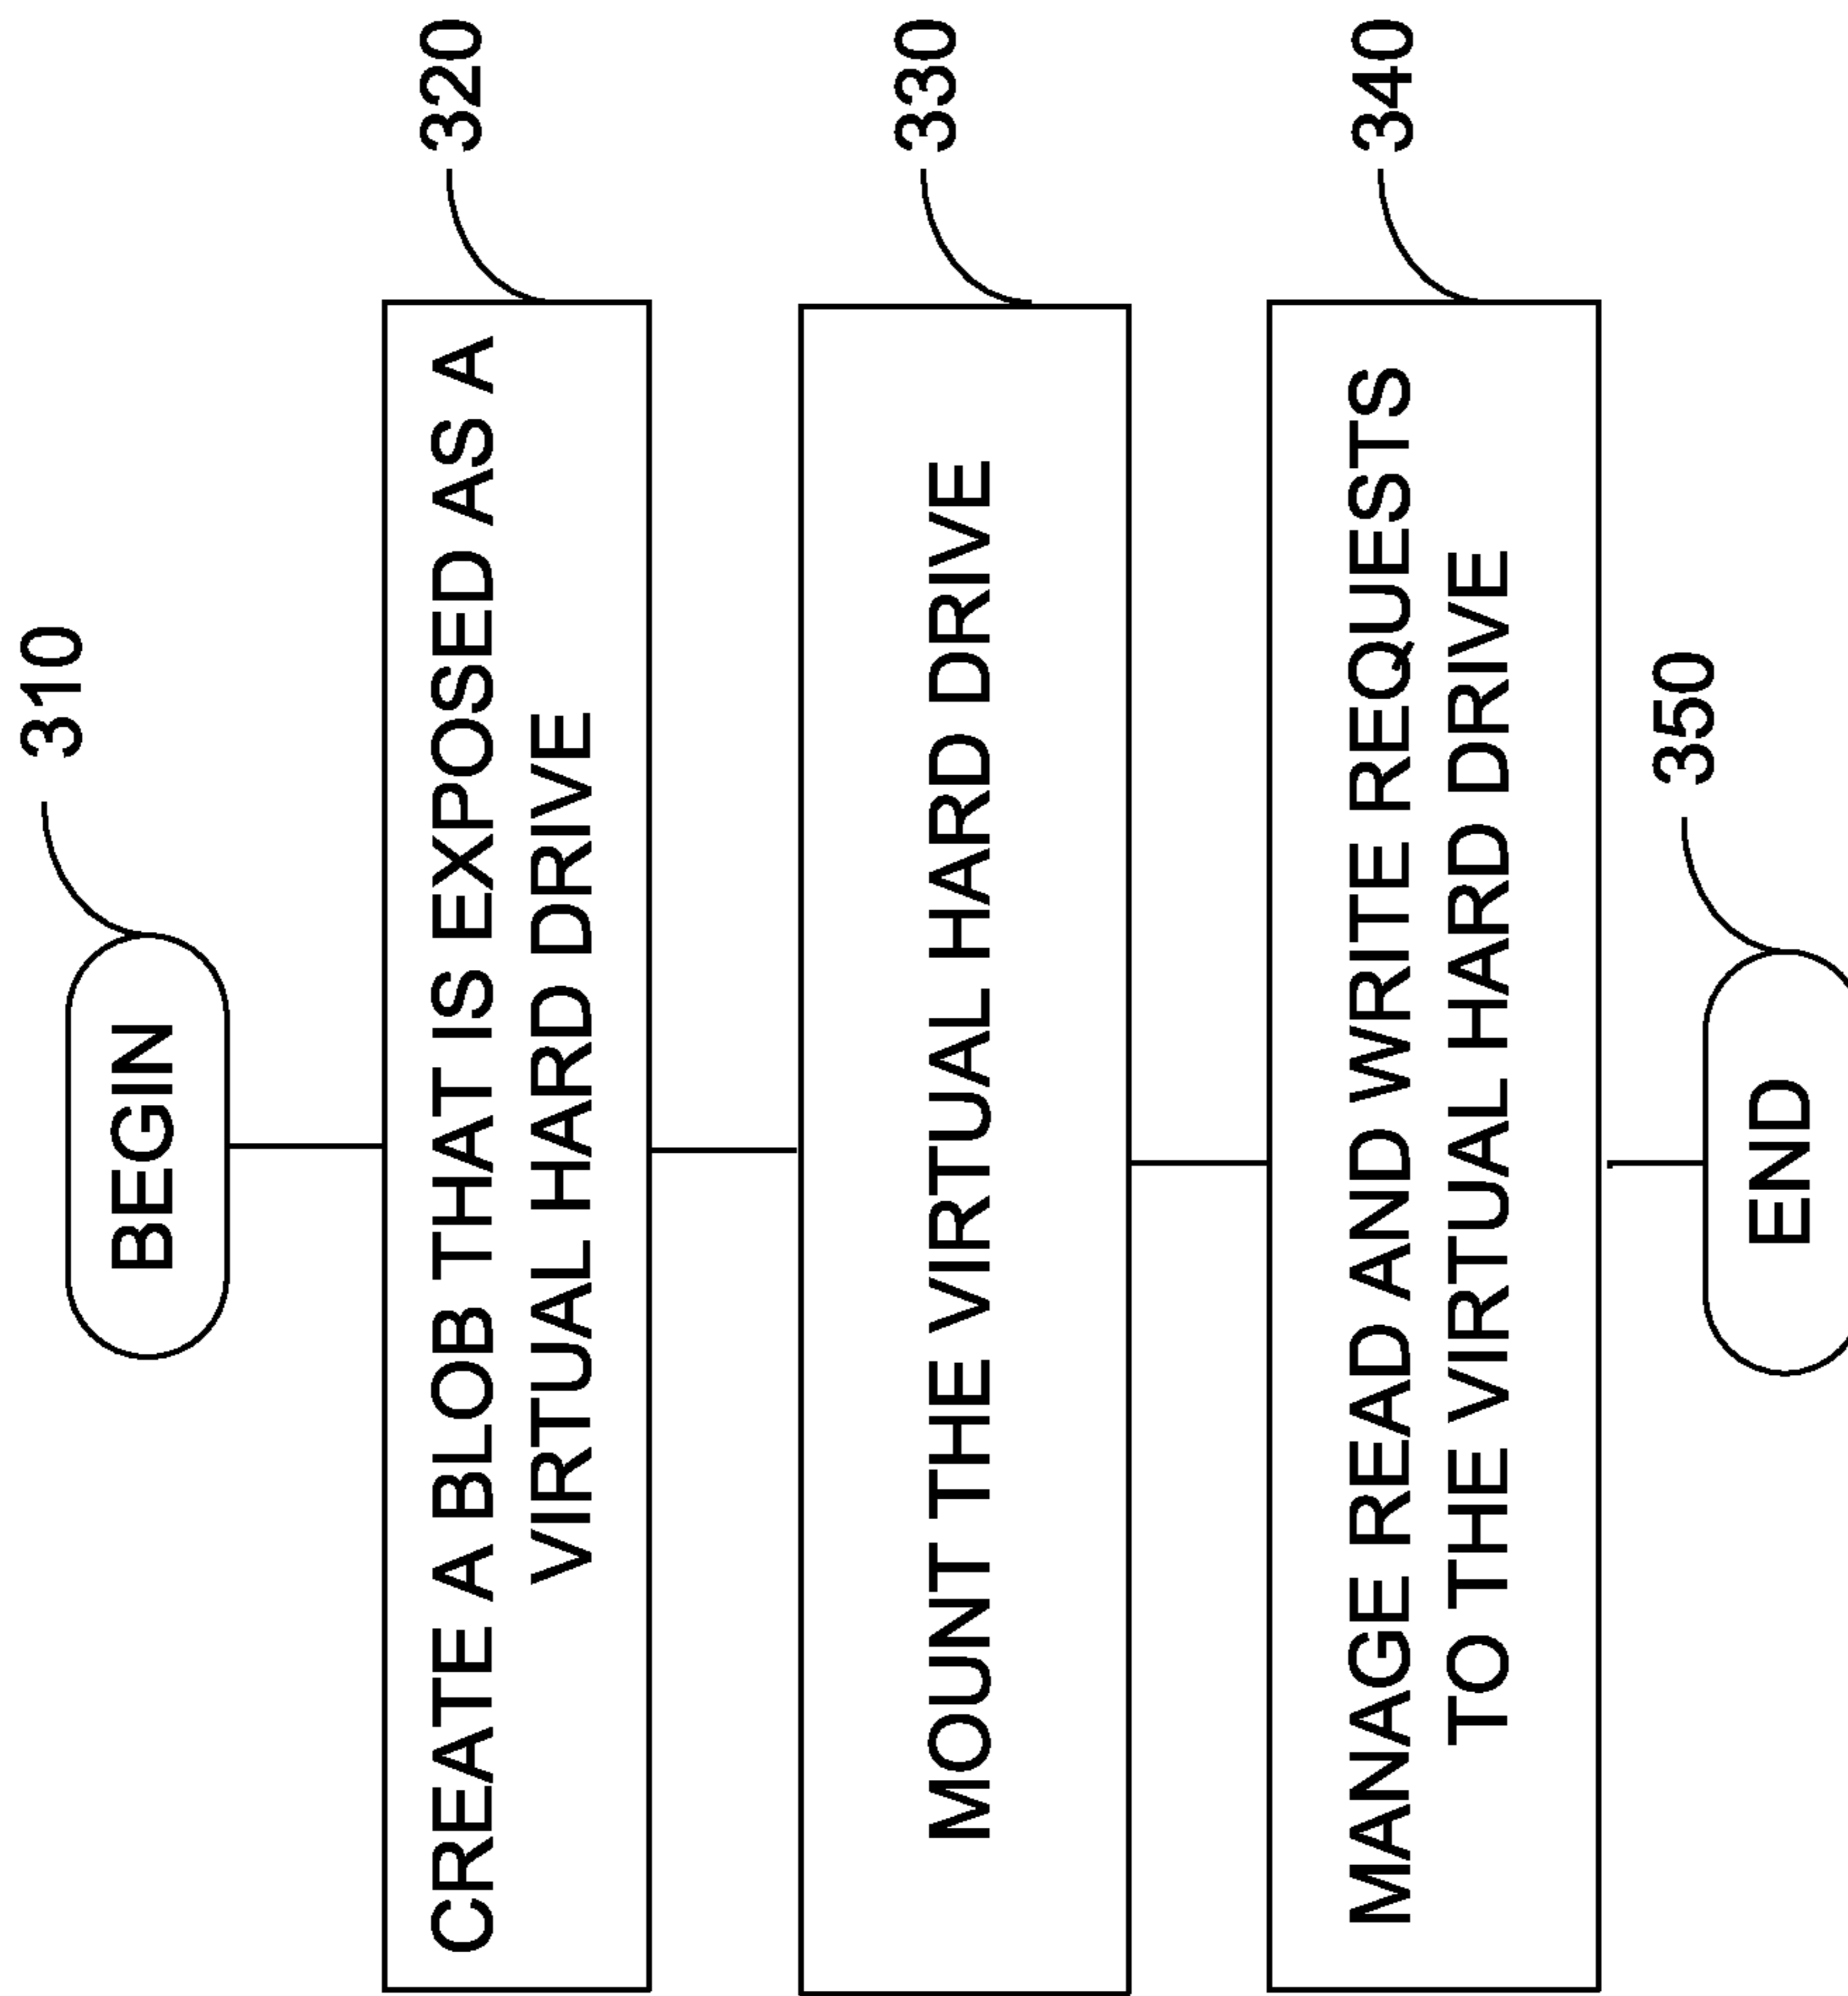 310
BEGIN
320
CREATE A BLOB THAT IS EXPOSED AS A
VIRTUAL HARD DRIVE
330
MOUNT THE VIRTUAL HARD DRIVE
340
MANAGE READ AND WRITE REQUESTS
TO THE VIRTUAL HARD DRIVE
350
END